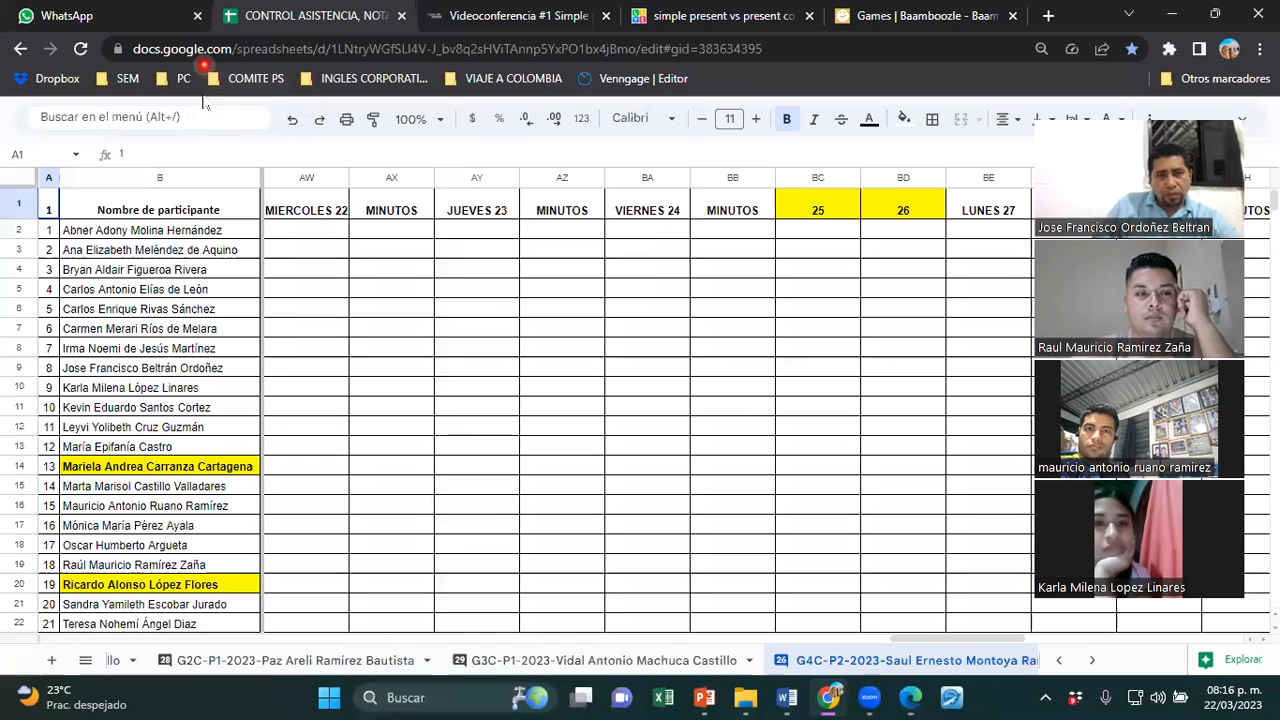 WhatsApp
CONTROL ASISTENCIA, NOTA
Videoconferencia #1 Simple
simple present vs present co
Games | Baamboozle - Baam
docs.google.com/spreadsheets/d/1LNtryWGfSLI4V-J_bv8q2sHViTAnnp5YxPO1bx4jBmo/edit#gid=383634395
Dropbox SEM PC COMITE PS INGLES CORPORATI... VIAJE A COLOMBIA Venngage | Editor Otros marcadores
Buscar en el menú (Alt+/) 100% $ % .0 .00 123 Calibri 11 B I A
A1 fx 1
A B AW AX AY AZ BA BB BC BD BE
1 1 Nombre de participante MIERCOLES 22 MINUTOS JUEVES 23 MINUTOS VIERNES 24 MINUTOS 25 26 LUNES 27
2 1 Abner Adony Molina Hernández
3 2 Ana Elizabeth Meléndez de Aquino
4 3 Bryan Aldair Figueroa Rivera
5 4 Carlos Antonio Elías de León
6 5 Carlos Enrique Rivas Sánchez
7 6 Carmen Merari Ríos de Melara
8 7 Irma Noemi de Jesús Martínez
9 8 Jose Francisco Beltrán Ordoñez
10 9 Karla Milena López Linares
11 10 Kevin Eduardo Santos Cortez
12 11 Leyvi Yolibeth Cruz Guzmán
13 12 María Epifanía Castro
14 13 Mariela Andrea Carranza Cartagena
15 14 Marta Marisol Castillo Valladares
16 15 Mauricio Antonio Ruano Ramírez
17 16 Mónica María Pérez Ayala
18 17 Oscar Humberto Argueta
19 18 Raúl Mauricio Ramírez Zaña
20 19 Ricardo Alonso López Flores
21 20 Sandra Yamileth Escobar Jurado
22 21 Teresa Nohemí Ángel Diaz
Jose Francisco Ordoñez Beltran
Raul Mauricio Ramirez Zaña
mauricio antonio ruano ramirez
Karla Milena Lopez Linares
llo 28 G2C-P1-2023-Paz Areli Ramírez Bautista 29 G3C-P1-2023-Vidal Antonio Machuca Castillo 26 G4C-P2-2023-Saul Ernesto Montoya Ra Explorar
23°C
Prac. despejado
Buscar
08:16 p. m.
22/03/2023